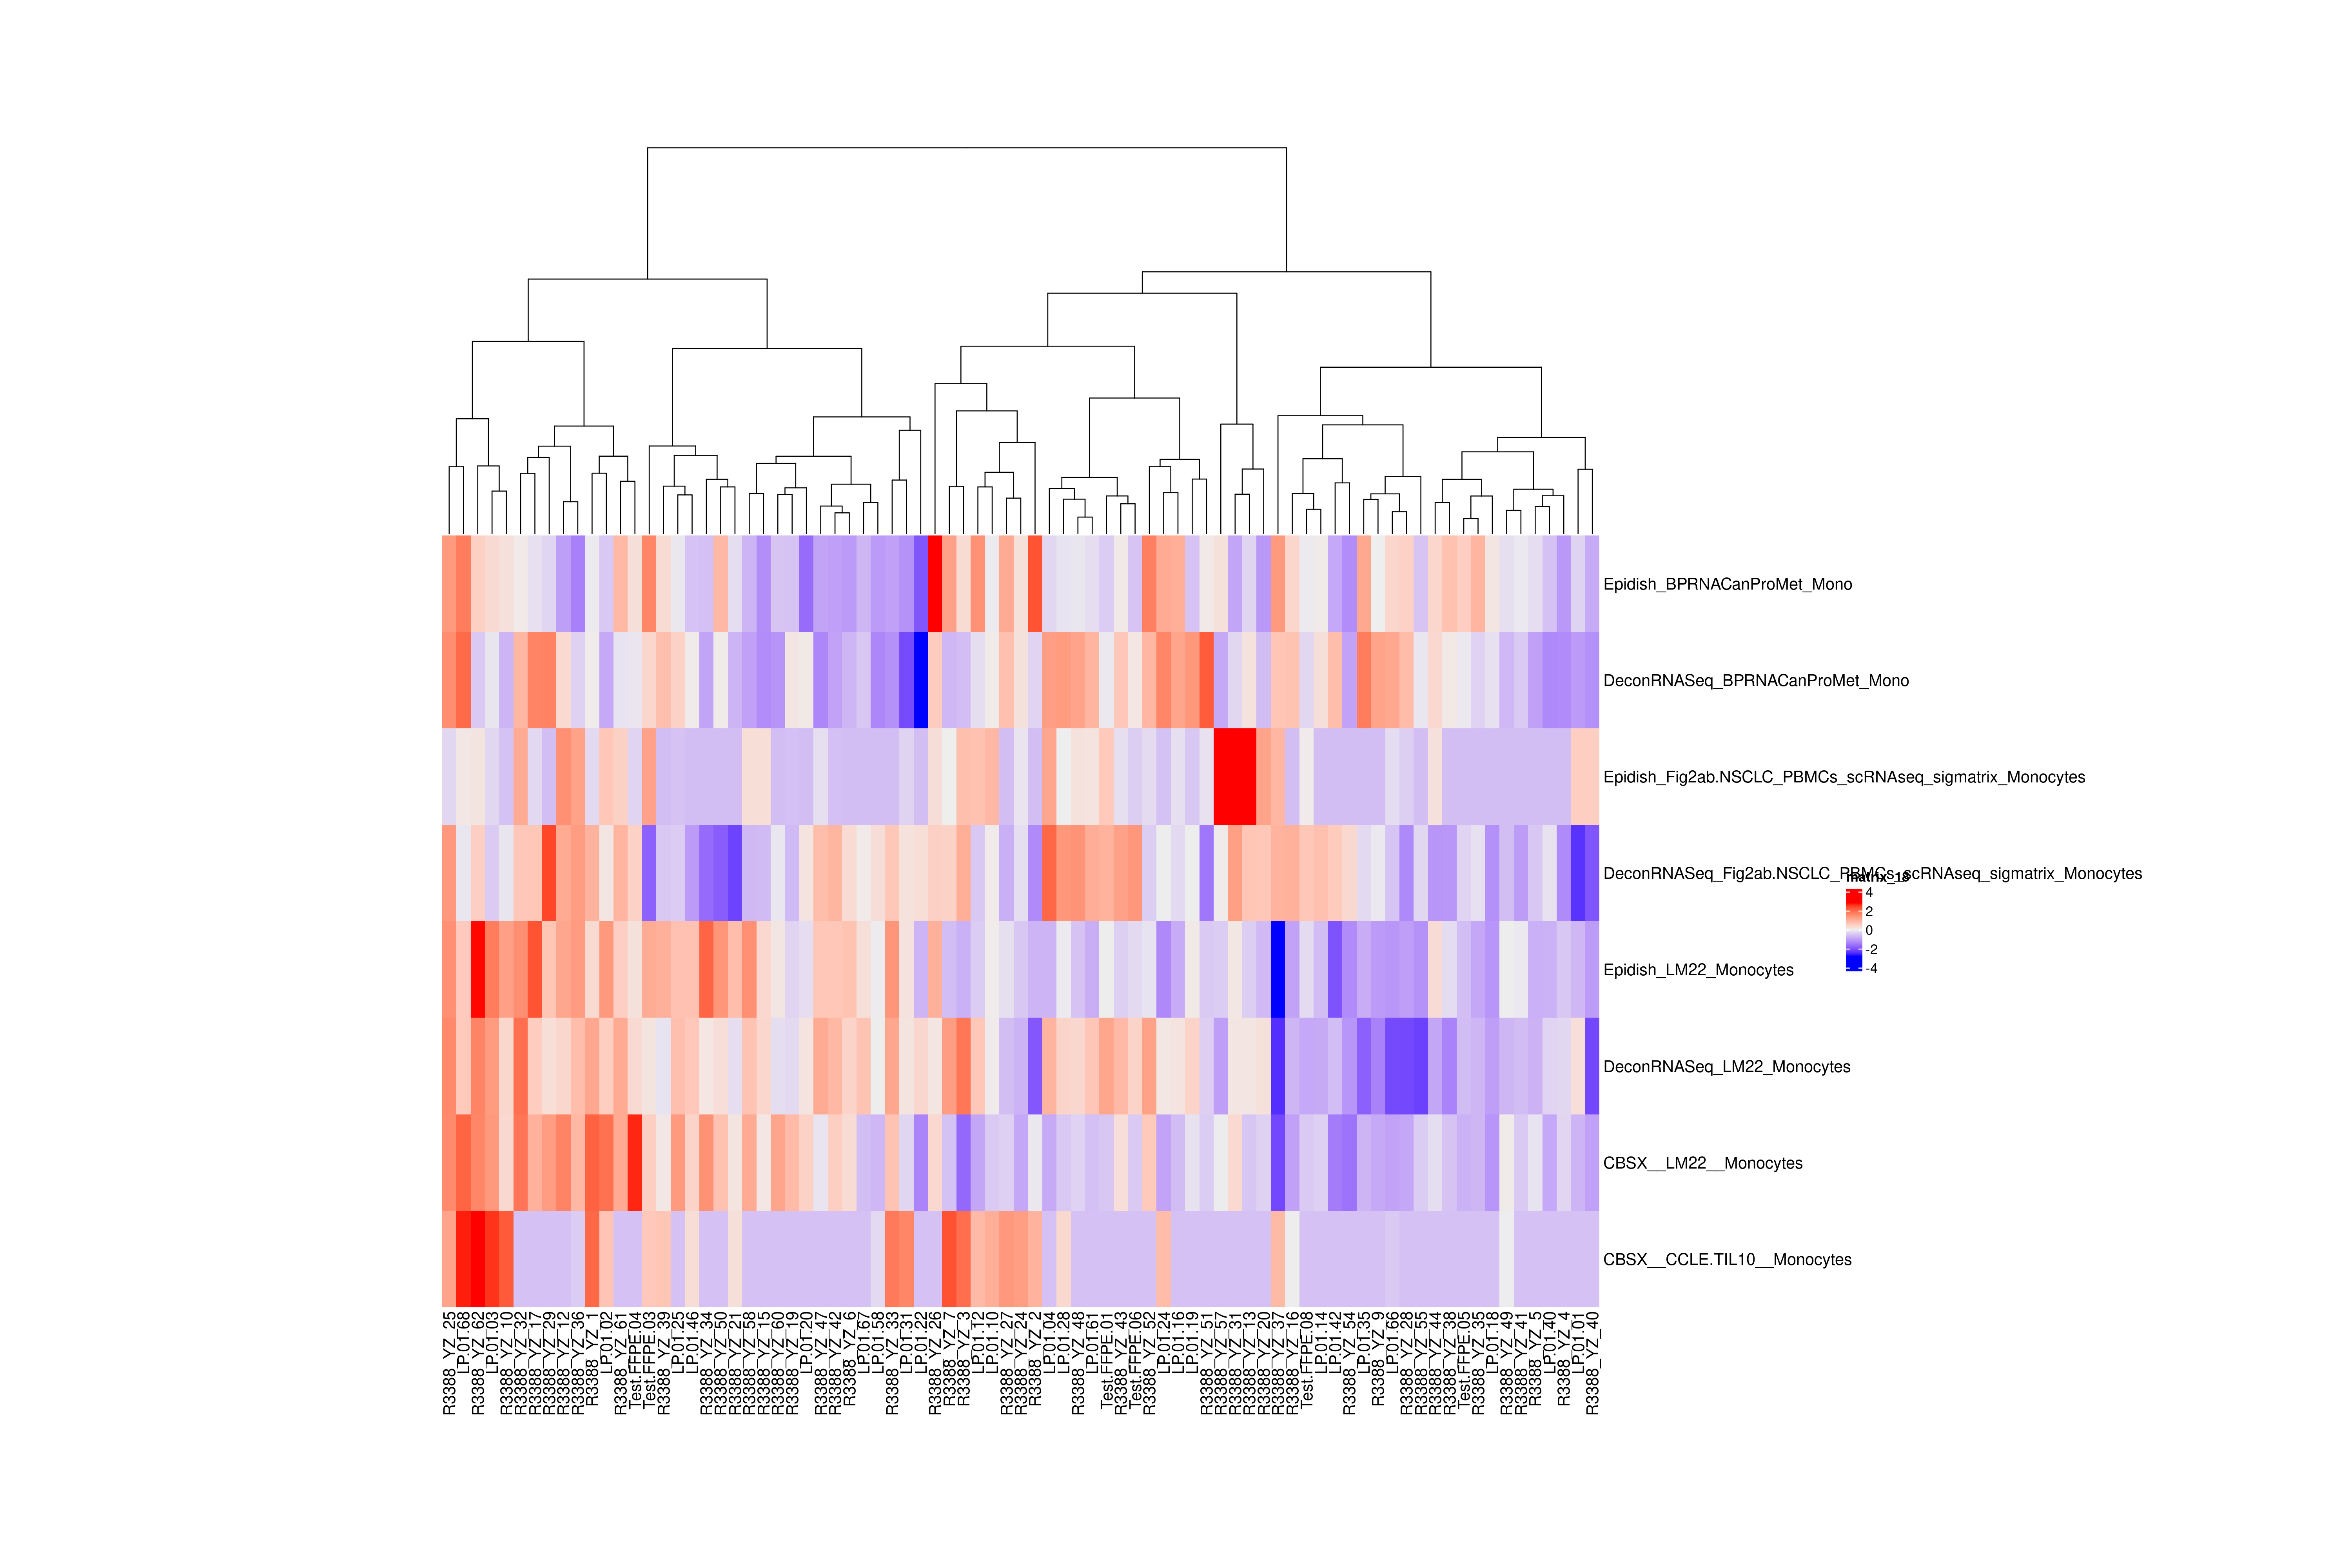 Epidish_BPRNACanProMet_Mono
DeconRNASeq_BPRNACanProMet_Mono
Epidish_Fig2ab.NSCLC_PBMCs_scRNAseq_sigmatrix_Monocytes
DeconRNASeq_Fig2ab.NSCLC_PBMCs_scRNAseq_sigmatrix_Monocytes
matrix_18
4
2
0
-2
-4
Epidish_LM22_Monocytes
DeconRNASeq_LM22_Monocytes
CBSX__LM22__Monocytes
CBSX__CCLE.TIL10__Monocytes
R3388_YZ_25
LP.01.68
R3388_YZ_62
LP.01.03
R3388_YZ_10
R3388_YZ_32
R3388_YZ_17
R3388_YZ_29
R3388_YZ_12
R3388_YZ_36
R3388_YZ_1
LP.01.02
R3388_YZ_61
Test.FFPE.04
Test.FFPE.03
R3388_YZ_39
LP.01.25
LP.01.46
R3388_YZ_34
R3388_YZ_50
R3388_YZ_21
R3388_YZ_58
R3388_YZ_15
R3388_YZ_60
R3388_YZ_19
LP.01.20
R3388_YZ_47
R3388_YZ_42
R3388_YZ_6
LP.01.67
LP.01.58
R3388_YZ_33
LP.01.31
LP.01.22
R3388_YZ_26
R3388_YZ_7
R3388_YZ_3
LP.01.12
LP.01.10
R3388_YZ_27
R3388_YZ_24
R3388_YZ_2
LP.01.04
LP.01.28
R3388_YZ_48
LP.01.61
Test.FFPE.01
R3388_YZ_43
Test.FFPE.06
R3388_YZ_52
LP.01.24
LP.01.16
LP.01.19
R3388_YZ_51
R3388_YZ_57
R3388_YZ_31
R3388_YZ_13
R3388_YZ_20
R3388_YZ_37
R3388_YZ_16
Test.FFPE.08
LP.01.14
LP.01.42
R3388_YZ_54
LP.01.35
R3388_YZ_9
LP.01.66
R3388_YZ_28
R3388_YZ_55
R3388_YZ_44
R3388_YZ_38
Test.FFPE.05
R3388_YZ_35
LP.01.18
R3388_YZ_49
R3388_YZ_41
R3388_YZ_5
LP.01.40
R3388_YZ_4
LP.01.01
R3388_YZ_40